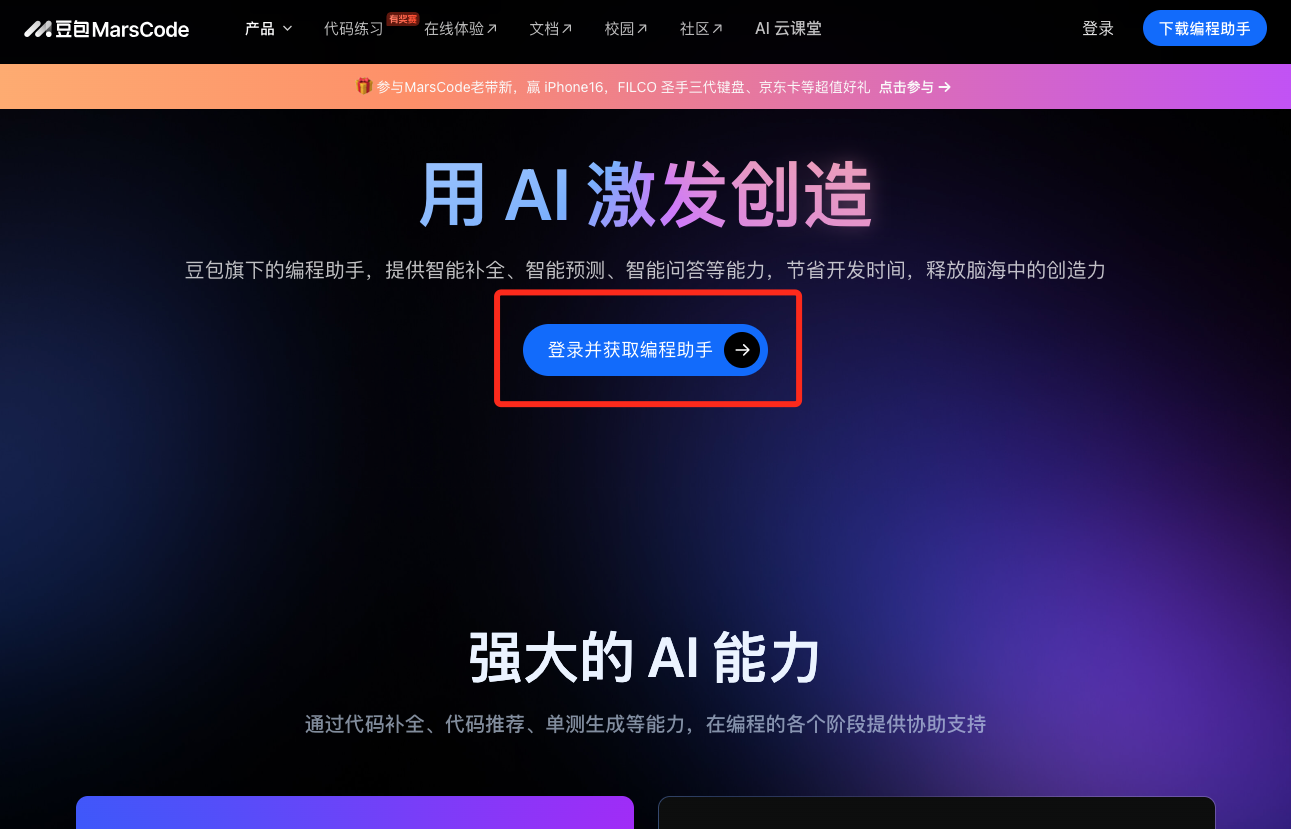 豆包 MarsCode 产品 代码练习 有奖赛 在线体验 文档 校园 社区 AI 云课堂 登录 下载编程助手
参与MarsCode老带新，赢 iPhone16，FILCO 圣手三代键盘、京东卡等超值好礼 点击参与
用 AI 激发创造
豆包旗下的编程助手，提供智能补全、智能预测、智能问答等能力，节省开发时间，释放脑海中的创造力
登录并获取编程助手
强大的 AI 能力
通过代码补全、代码推荐、单测生成等能力，在编程的各个阶段提供协助支持